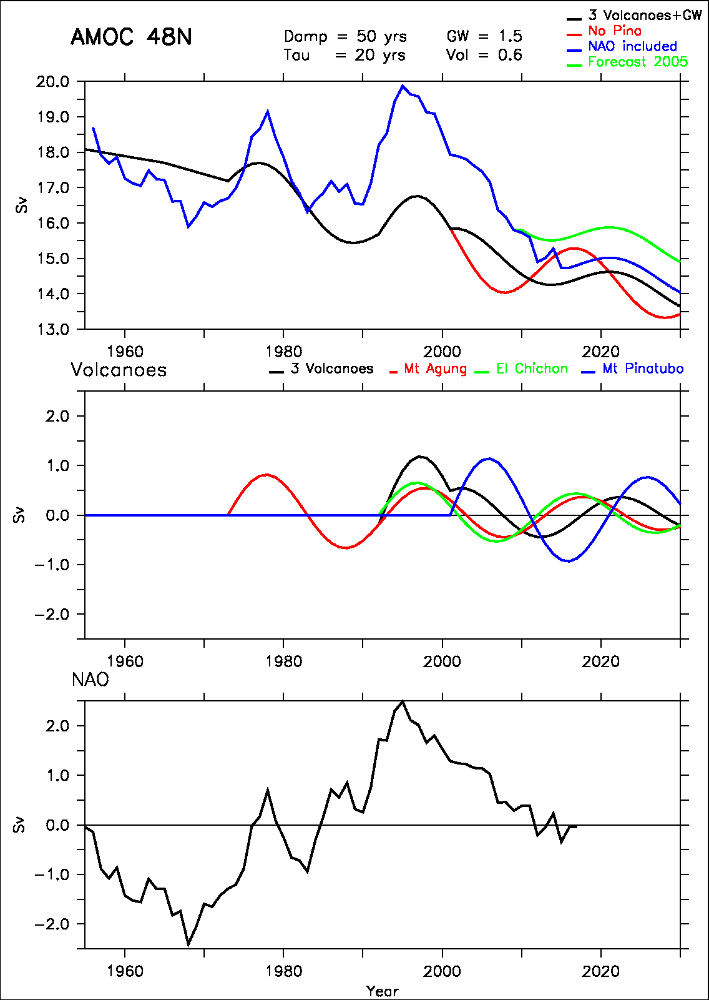 3 Volcanoes+GW
No Pina
NAO included
Forecast 2005
AMOC 48N
Damp = 50 yrs GW = 1.5
Tau = 20 yrs Vol = 0.6
20.0
19.0
18.0
17.0
16.0
15.0
14.0
13.0
Sv
1960 1980 2000 2020
Volcanoes
3 Volcanoes Mt Agung El Chichon Mt Pinatubo
2.0
1.0
0.0
−1.0
−2.0
Sv
1960 1980 2000 2020
NAO
2.0
1.0
0.0
−1.0
−2.0
Sv
1960 1980 2000 2020
Year